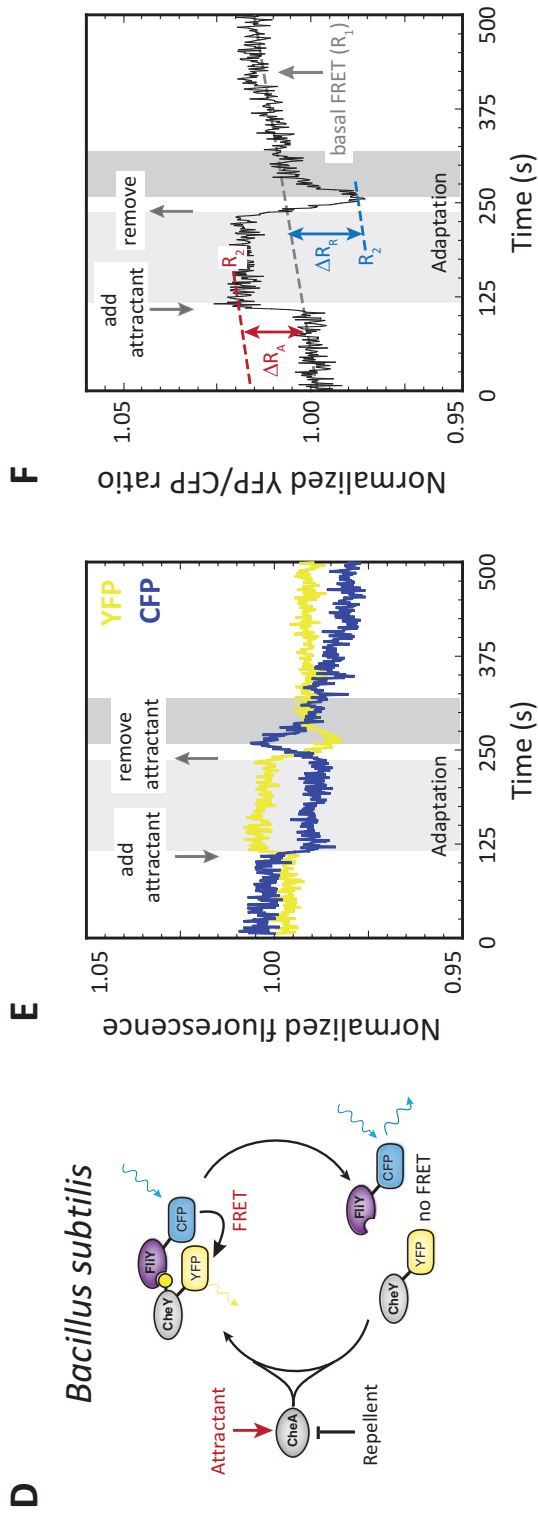 D
Bacillus subtilis
Attractant
CheA
Repellent
CheY
FliY
CFP
YFP
FRET
FliY
CFP
CheY
YFP
no FRET
E
Normalized fluorescence
1.05
1.00
0.95
add
attractant
remove
attractant
YFP
CFP
Adaptation
0
125
250
375
500
Time (s)
F
Normalized YFP/CFP ratio
1.05
1.00
0.95
add
attractant
remove
R₂
ΔR_A
ΔR_R
R₂
basal FRET (R₁)
Adaptation
0
125
250
375
500
Time (s)